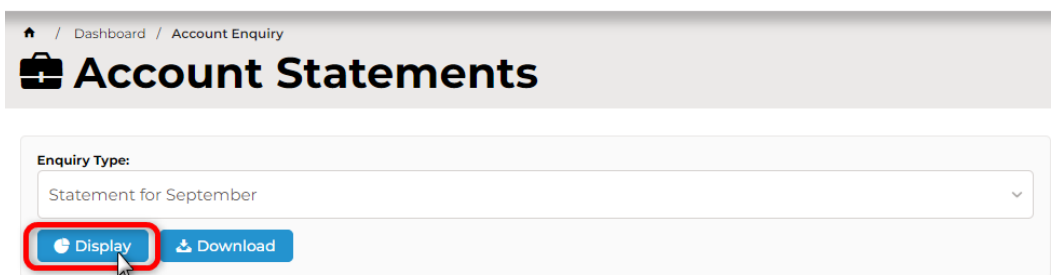 / Dashboard / Account Enquiry
Account Statements
Enquiry Type:
Statement for September
Display Download